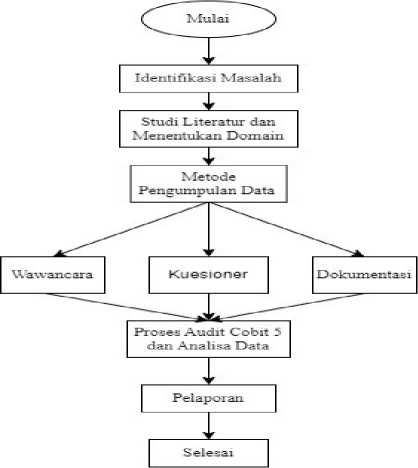 Mulai
Identifikasi Masalah
Studi Literatur dan
Menentukan Domain
Metode
Pengumpulan Data
Wawancara
Kuesioner
Dokumentasi
Proses Audit Cobit 5
dan Analisa Data
Pelaporan
Selesai